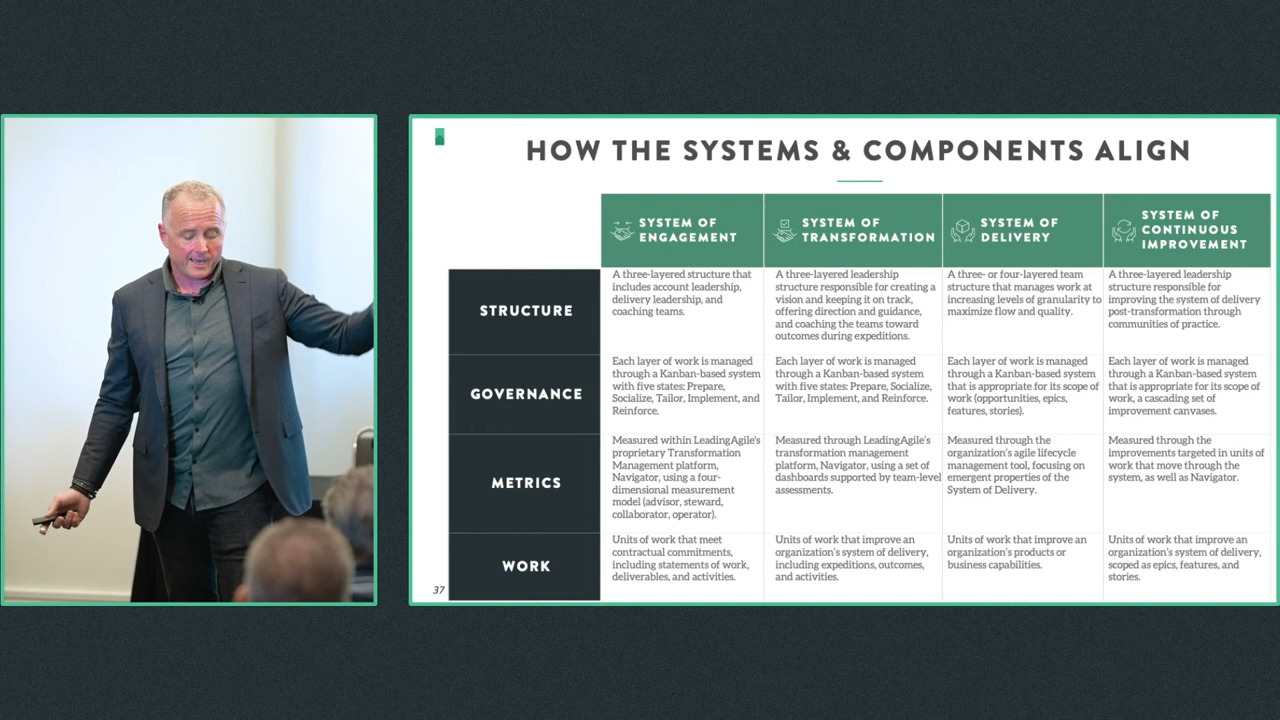 HOW THE SYSTEMS & COMPONENTS ALIGN
SYSTEM OF
ENGAGEMENT
SYSTEM OF
TRANSFORMATION
SYSTEM OF
DELIVERY
SYSTEM OF
CONTINUOUS
IMPROVEMENT
STRUCTURE
A three-layered structure that
includes account leadership,
delivery leadership, and
coaching teams.
A three-layered leadership
structure responsible for creating a
vision and keeping it on track,
offering direction and guidance,
and coaching the teams toward
outcomes during expeditions.
A three- or four-layered team
structure that manages work at
increasing levels of granularity to
maximize flow and quality.
A three-layered leadership
structure responsible for
improving the system of delivery
post-transformation through
communities of practice.
GOVERNANCE
Each layer of work is managed
through a Kanban-based system
with five states: Prepare,
Socialize, Tailor, Implement, and
Reinforce.
Each layer of work is managed
through a Kanban-based system
with five states: Prepare, Socialize,
Tailor, Implement, and Reinforce.
Each layer of work is managed
through a Kanban-based system
that is appropriate for its scope of
work (opportunities, epics,
features, stories).
Each layer of work is managed
through a Kanban-based system
that is appropriate for its scope of
work, a cascading set of
improvement canvases.
METRICS
Measured within LeadingAgile's
proprietary Transformation
Management platform,
Navigator, using a four-
dimensional measurement
model (advisor, steward,
collaborator, operator).
Measured through LeadingAgile's
transformation management
platform, Navigator, using a set of
dashboards supported by team-level
assessments.
Measured through the
organization's agile lifecycle
management tool, focusing on
emergent properties of the
System of Delivery.
Measured through the
improvements targeted in units of
work that move through the
system, as well as Navigator.
WORK
Units of work that meet
contractual commitments,
including statements of work,
deliverables, and activities.
Units of work that improve an
organization's system of delivery,
including expeditions, outcomes,
and activities.
Units of work that improve an
organization's products or
business capabilities.
Units of work that improve an
organization's system of delivery,
scoped as epics, features, and
stories.
37